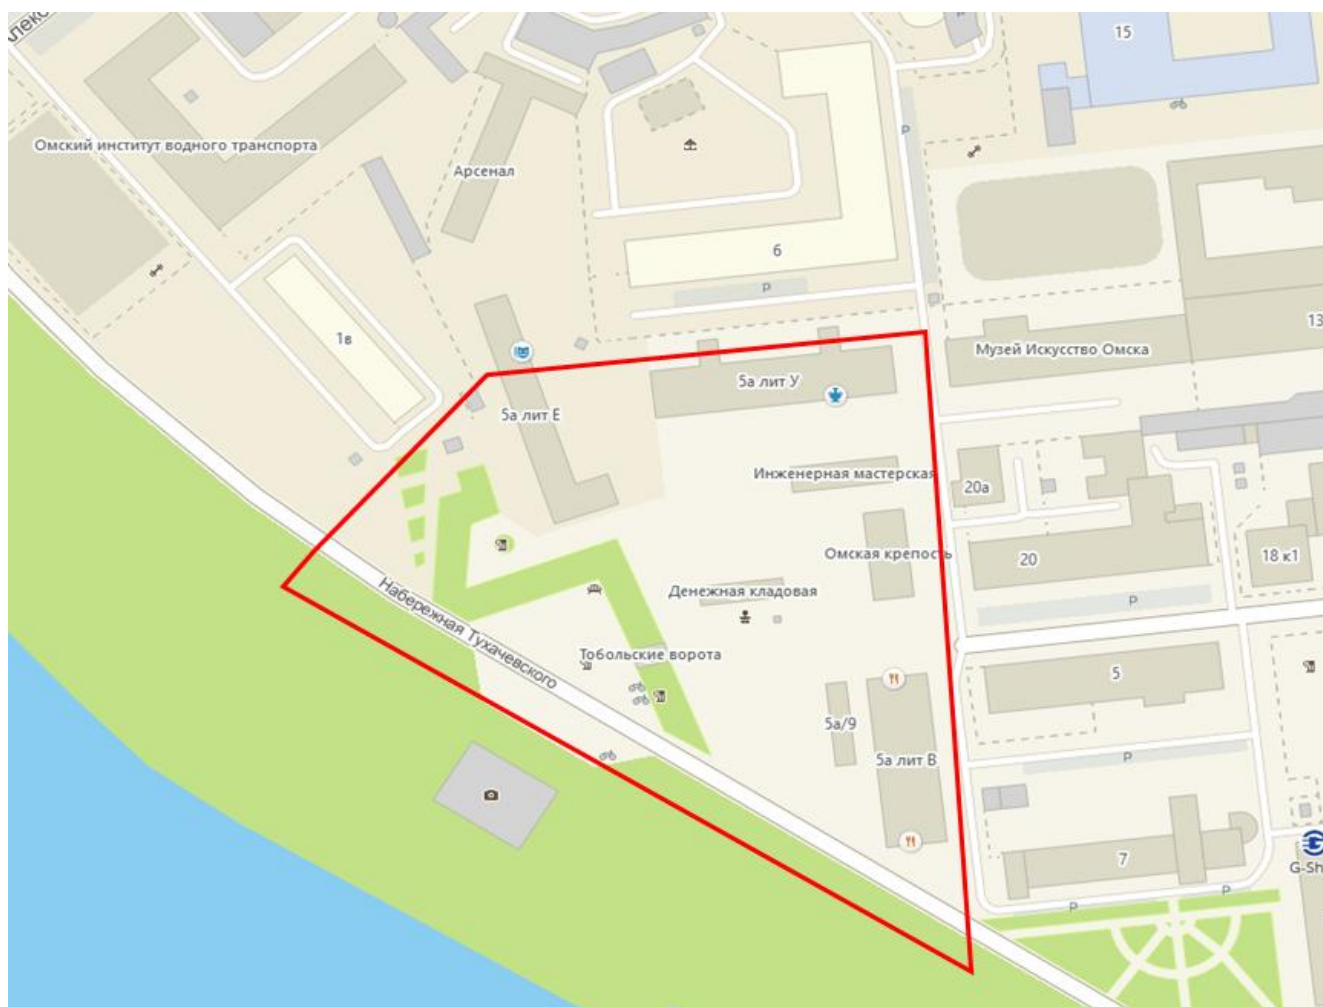 15
Омский институт водного транспорта
P
Арсенал
6
P
1в
13
Музей Искусство Омска
5а лит У
5а лит Е
Инженерная мастерская
20а
Омская крепость
20
18 к1
Денежная кладовая
P
Набережная Тухачевского
Тобольские ворота
5
5а/9
5а лит В
P
7
G-Sh
P
P